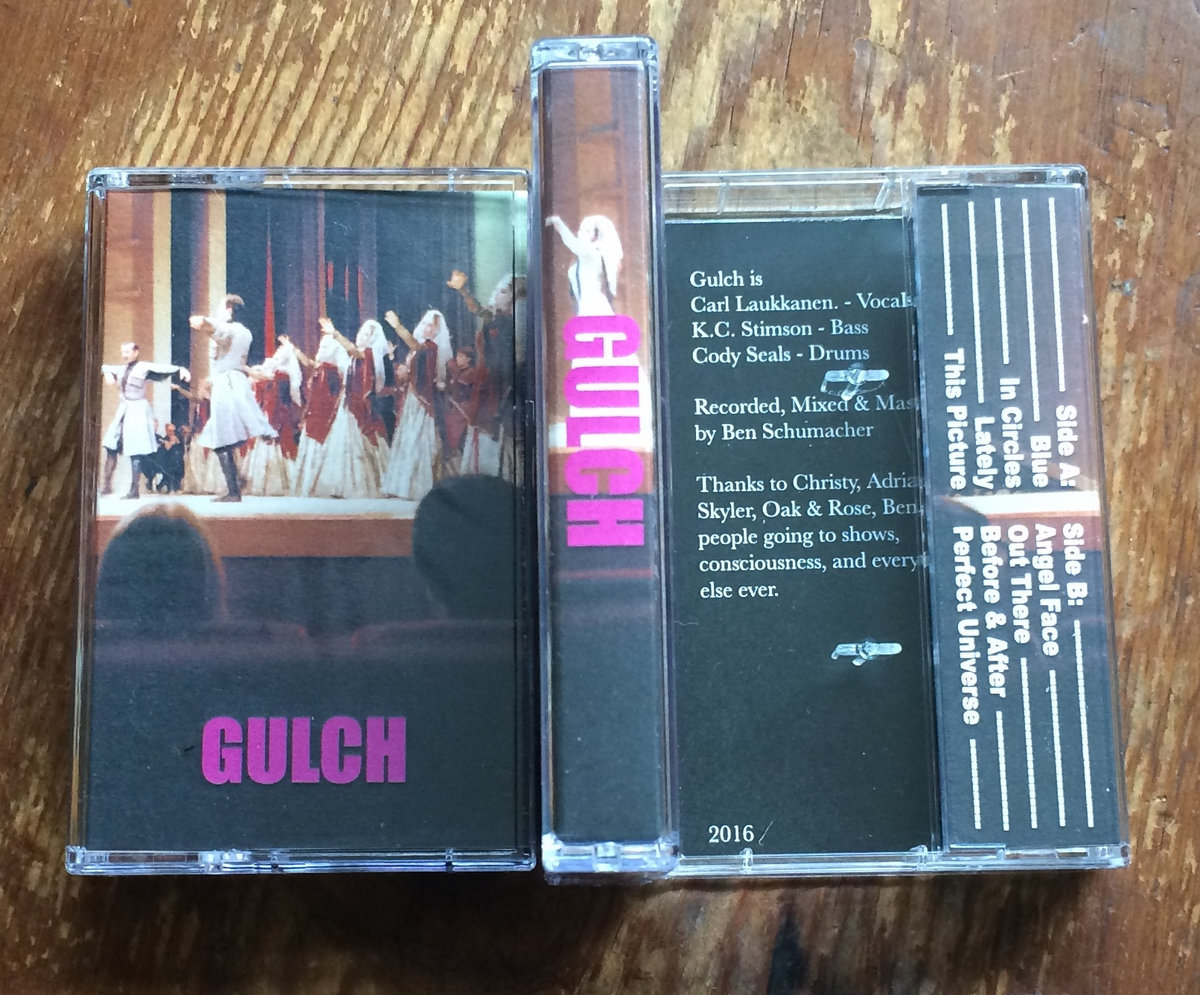 GULCH
GULCH
Gulch is
Carl Laukkanen. - Vocals
K.C. Stimson - Bass
Cody Seals - Drums
Recorded, Mixed &
by Ben Schumacher
Thanks to Christy,
Skyler, Oak & Rose, Ben,
people going to shows,
consciousness, and every
else ever.
2016
Side A:
Blue
In Circles
Lately
This Picture
Side B:
Angel Face
Out There
Before & After
Perfect Universe